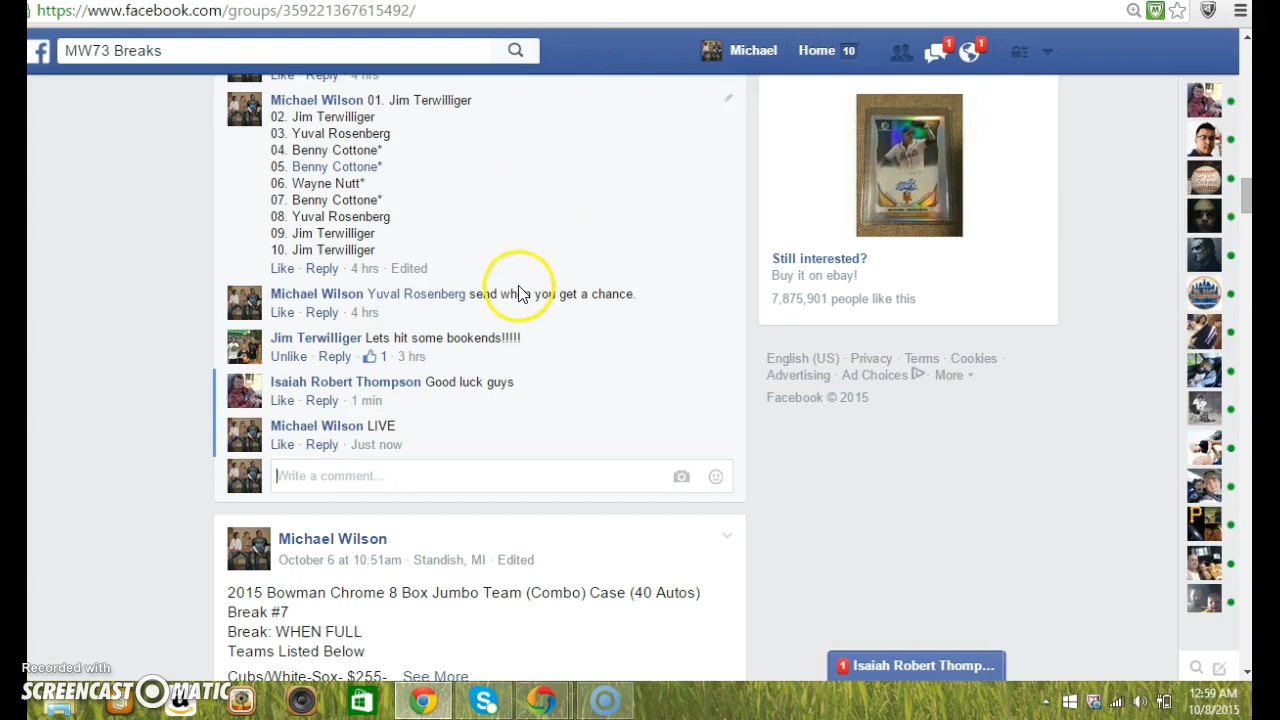 https://www.facebook.com/groups/359221367615492/
MW73 Breaks
Michael
Home 10
1
1
Like · Reply · 4 hrs
Michael Wilson 01. Jim Terwilliger
02. Jim Terwilliger
03. Yuval Rosenberg
04. Benny Cottone*
05. Benny Cottone*
06. Wayne Nutt*
07. Benny Cottone*
08. Yuval Rosenberg
09. Jim Terwilliger
10. Jim Terwilliger
Like · Reply · 4 hrs · Edited
Michael Wilson Yuval Rosenberg send when you get a chance.
Like · Reply · 4 hrs
Jim Terwilliger Lets hit some bookends!!!!!
Unlike · Reply · 1 · 3 hrs
Isaiah Robert Thompson Good luck guys
Like · Reply · 1 min
Michael Wilson LIVE
Like · Reply · Just now
Write a comment...
Michael Wilson
October 6 at 10:51am · Standish, MI · Edited
2015 Bowman Chrome 8 Box Jumbo Team (Combo) Case (40 Autos)
Break #7
Break: WHEN FULL
Teams Listed Below
Cubs/White-Sox- $255- See More
Still interested?
Buy it on ebay!
7,875,901 people like this
English (US) · Privacy · Terms · Cookies ·
Advertising · Ad Choices · More
Facebook © 2015
1 Isaiah Robert Thomp...
Recorded with
SCREENCAST MATIC
12:59 AM
10/8/2015